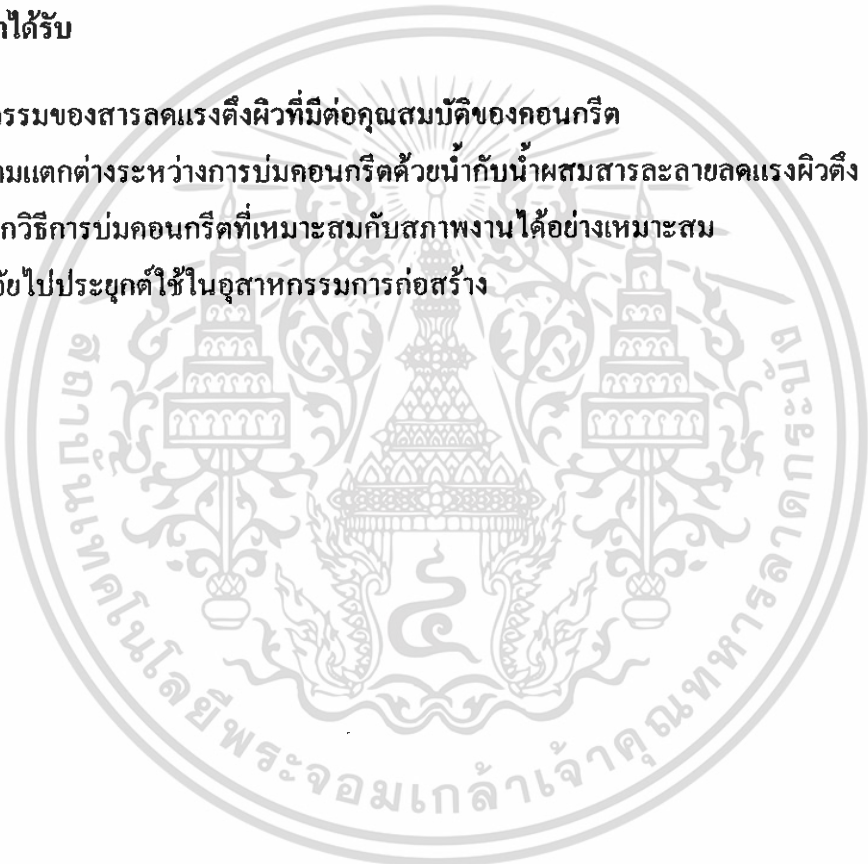 าได้รับ
กรรมของสารลดแรงตึงผิวที่มีต่อคุณสมบัติของคอนกรีต
ามแตกต่างระหว่างการบ่มคอนกรีตด้วยน้ำกับน้ำผสมสารละลายลดแรงผิวตึง
กวิธีการบ่มคอนกรีตที่เหมาะสมกับสภาพงานได้อย่างเหมาะสม
จัยไปประยุกต์ใช้ในอุสาหกรรมการก่อสร้าง
สถาบันเทคโนโลยีพระจอมเกล้าเจ้าคุณทหารลาดกระบัง